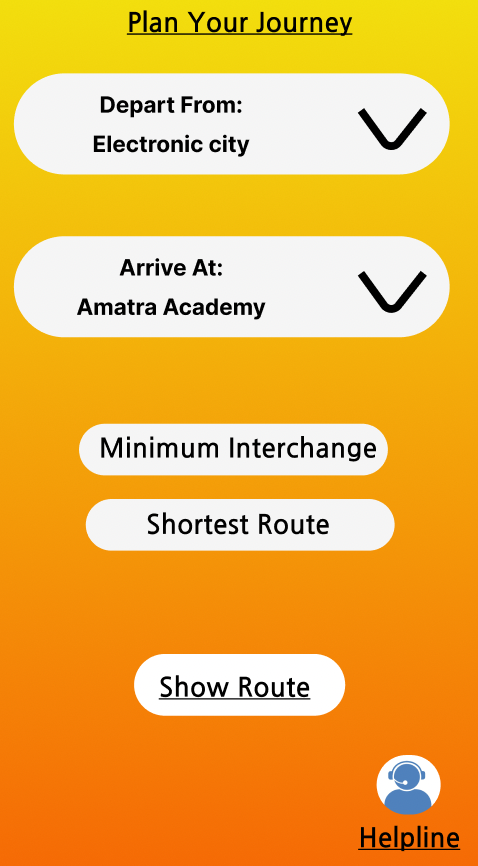 Plan Your Journey
Depart From:
Electronic city
Arrive At:
Amatra Academy
Minimum Interchange
Shortest Route
Show Route
Helpline